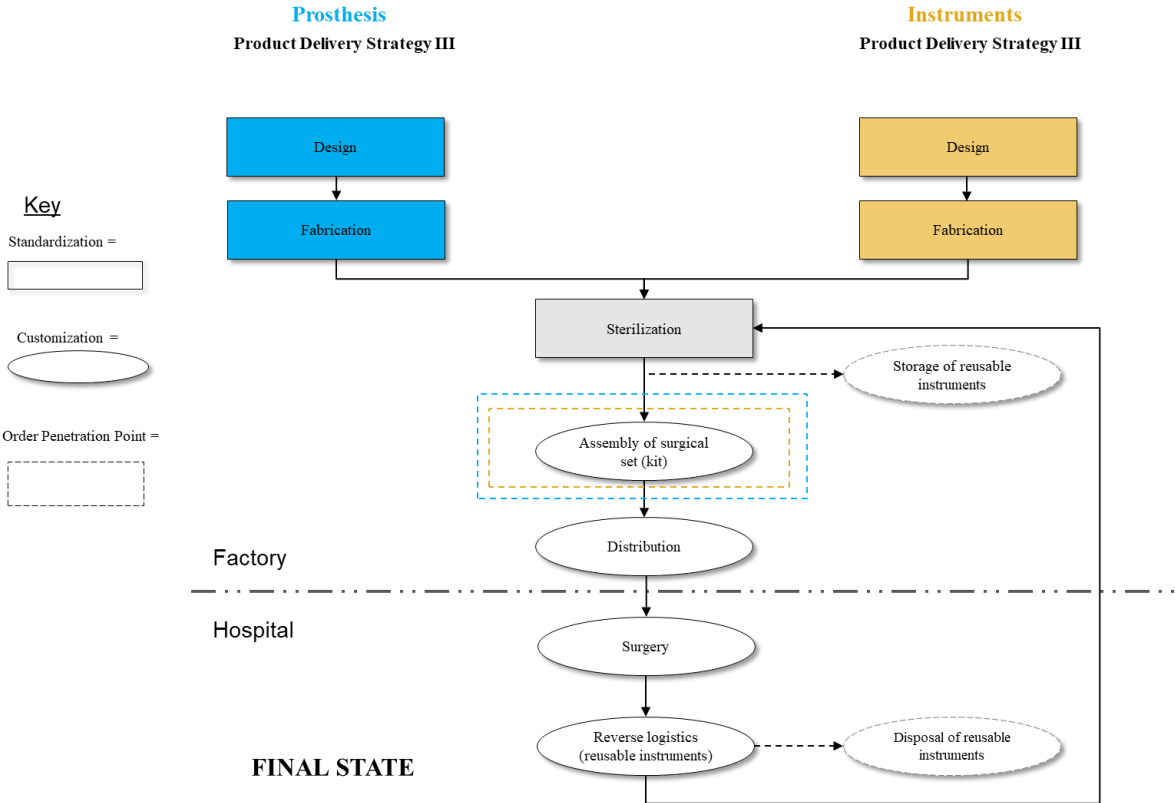 Prosthesis
Product Delivery Strategy III
Instruments
Product Delivery Strategy III
Design
Design
Key
Fabrication
Fabrication
Standardization =
Sterilization
Customization =
Storage of reusable
instruments
Order Penetration Point =
Assembly of surgical
set (kit)
Distribution
Factory
Hospital
Surgery
Reverse logistics
(reusable instruments)
Disposal of reusable
instruments
FINAL STATE